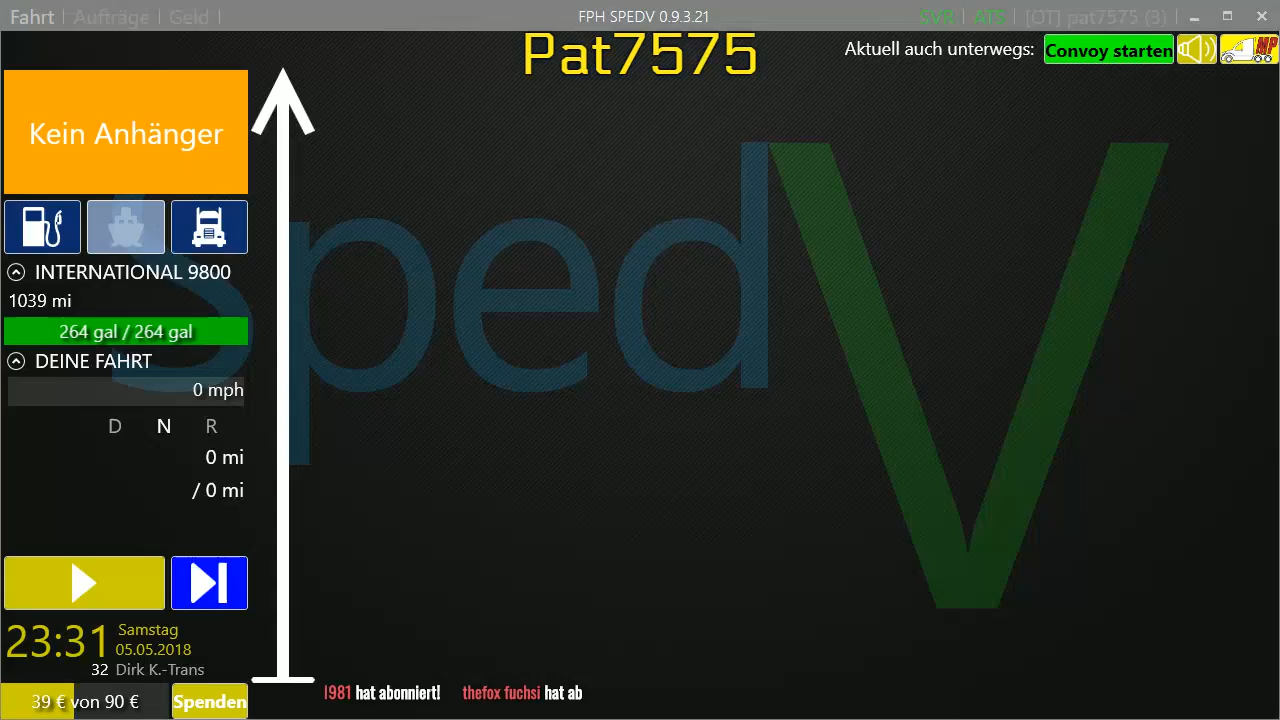 Fahrt Aufträge Geld
FPH SPEDV 0.9.3.21
SVR ATS [OT] pat7575 (3)
Pat7575
Aktuell auch unterwegs:
Convoy starten
MP
Kein Anhänger
SpedV
INTERNATIONAL 9800
1039 mi
264 gal / 264 gal
DEINE FAHRT
0 mph
D N R
0 mi
/ 0 mi
23:31
Samstag
05.05.2018
32 Dirk K.-Trans
39 € von 90 €
Spenden
1981 hat abonniert! thefox fuchsi hat ab